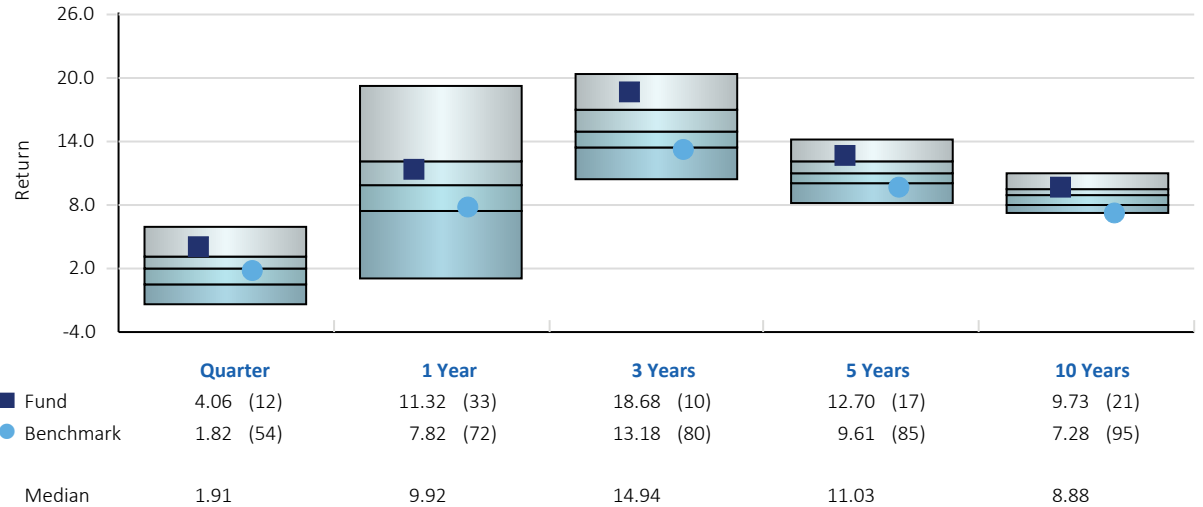 26.0
20.0
14.0
8.0
2.0
-4.0
Return
Quarter 1 Year 3 Years 5 Years 10 Years
Fund 4.06 (12) 11.32 (33) 18.68 (10) 12.70 (17) 9.73 (21)
Benchmark 1.82 (54) 7.82 (72) 13.18 (80) 9.61 (85) 7.28 (95)
Median 1.91 9.92 14.94 11.03 8.88